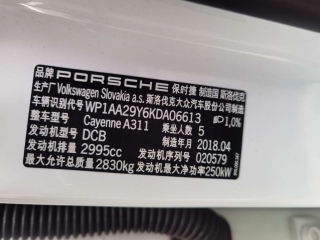 品牌 PORSCHE 保时捷 制造国 斯洛伐克
生产厂 Volkswagen Slovakia a.s. 斯洛伐克大众汽车股份公司制造
车辆识别代号 WP1AA29Y6KDA06613 1,0%
整车型号 Cayenne A311 乘坐人数 5
发动机型号 DCB 制造年月 2018.04
发动机排量 2995cc 序列号 020579
最大允许总质量 2830kg 发动机最大净功率 250kW